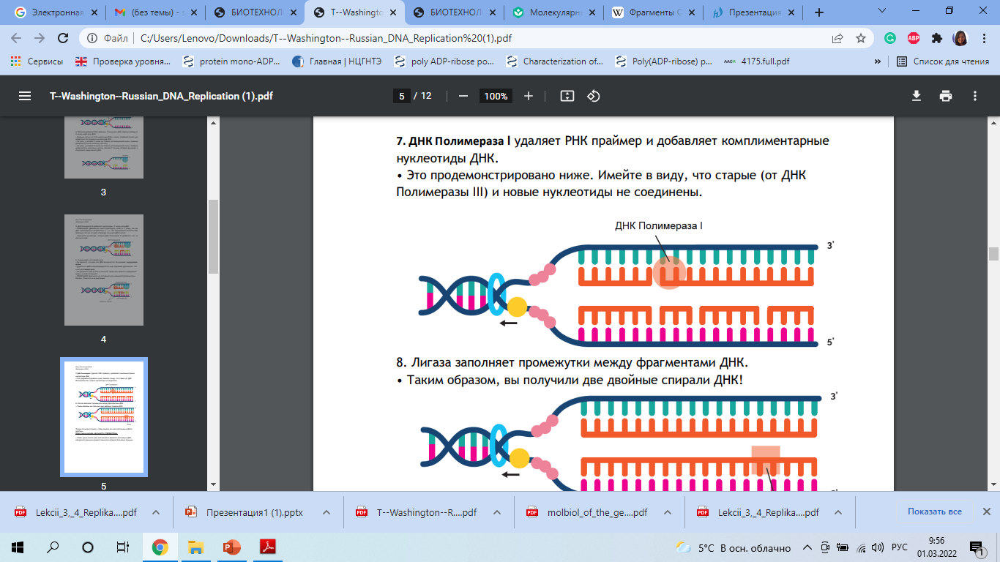 Электронная
(без темы) - s
БИОТЕХНОЛ
T--Washingto
БИОТЕХНОЛ
Молекулярны
Фрагменты О
Презентация
Файл C:/Users/Lenovo/Downloads/T--Washington--Russian_DNA_Replication%20(1).pdf
Сервисы Проверка уровня... protein mono-ADP... Главная | НЦГНТЭ poly ADP-ribose po... Characterization of... Poly(ADP-ribose) p... 4175.full.pdf » Список для чтения
T--Washington--Russian_DNA_Replication (1).pdf 5 / 12 100%
3
4
5
7. ДНК Полимераза I удаляет РНК праймер и добавляет комплиментарные
нуклеотиды ДНК.
• Это продемонстрировано ниже. Имейте в виду, что старые (от ДНК
Полимеразы III) и новые нуклеотиды не соединены.
ДНК Полимераза I
3'
5'
8. Лигаза заполняет промежутки между фрагментами ДНК.
• Таким образом, вы получили две двойные спирали ДНК!
3'
Lekcii_3,_4_Replika....pdf Презентация1 (1).pptx T--Washington--R....pdf molbiol_of_the_ge....pdf Lekcii_3,_4_Replika....pdf Показать все
5°C В осн. облачно РУС 9:56
01.03.2022 1